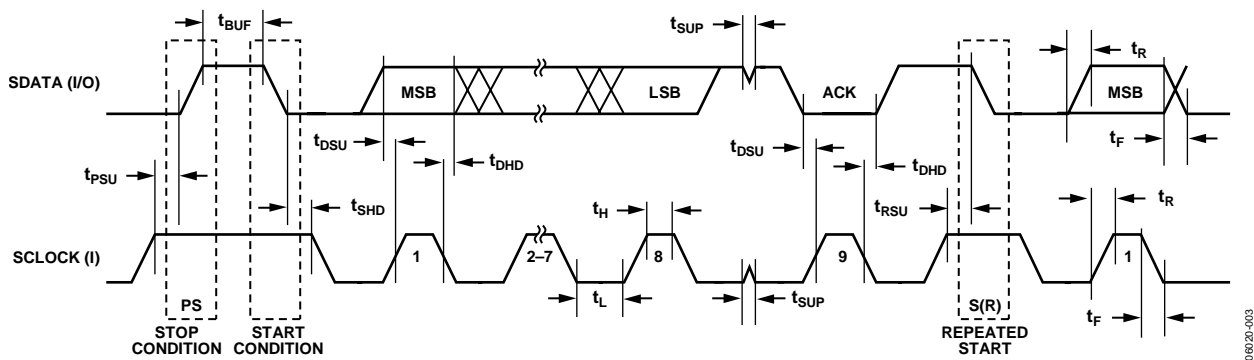 tBUF
tSUP
tR
SDATA (I/O)
MSB
LSB
ACK
MSB
tDSU
tDHD
tDSU
tDHD
tF
tPSU
tSHD
tH
tRSU
tR
SCLOCK (I)
1
2–7
8
9
1
PS
tL
tSUP
S(R)
tF
STOP
CONDITION
START
CONDITION
REPEATED
START
06020-003